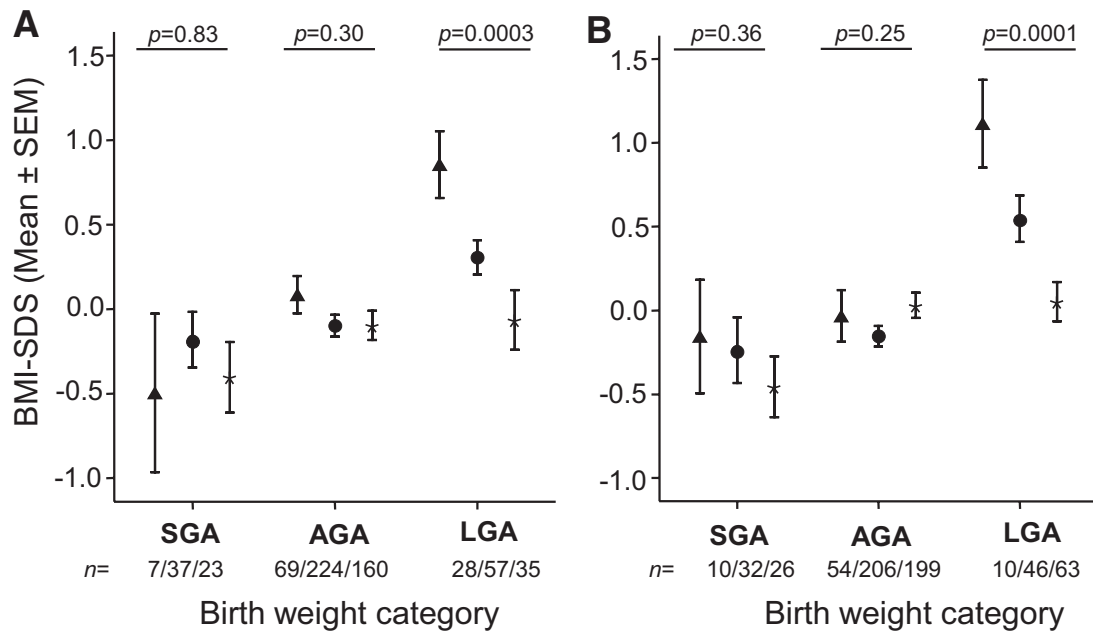 A
p=0.83 p=0.30 p=0.0003
BMI-SDS (Mean ± SEM)
1.5
1.0
0.5
0.0
-0.5
-1.0
SGA AGA LGA
n= 7/37/23 69/224/160 28/57/35
Birth weight category
B
p=0.36 p=0.25 p=0.0001
1.5
1.0
0.5
0.0
-0.5
-1.0
SGA AGA LGA
n= 10/32/26 54/206/199 10/46/63
Birth weight category